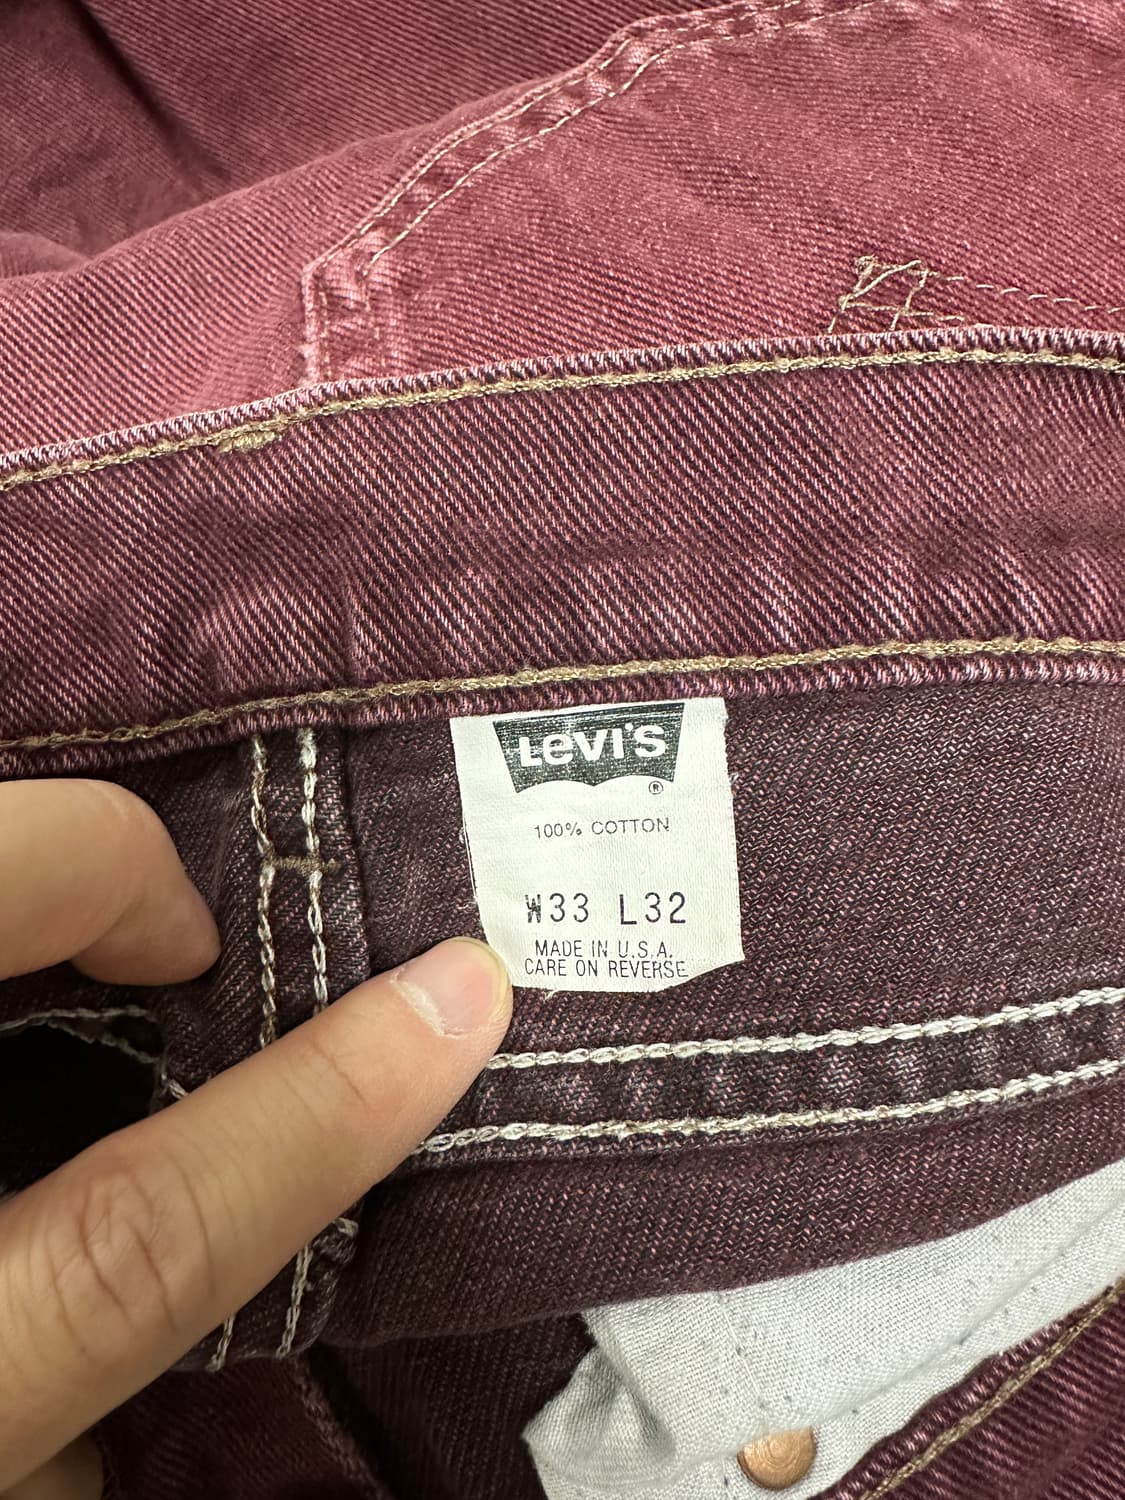 Levi's
®
100% COTTON
W33 L32
MADE IN U.S.A.
CARE ON REVERSE